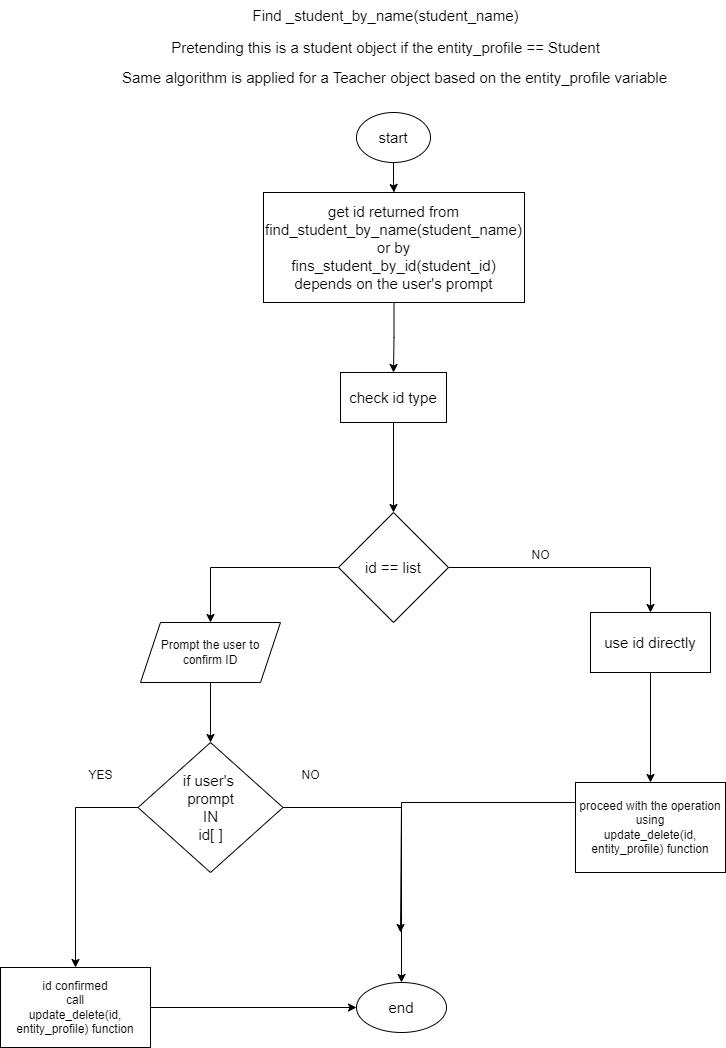 Find _student_by_name(student_name)
Pretending this is a student object if the entity_profile == Student
Same algorithm is applied for a Teacher object based on the entity_profile variable
start
get id returned from
find_student_by_name(student_name)
or by
fins_student_by_id(student_id)
depends on the user's prompt
check id type
id == list
NO
Prompt the user to
confirm ID
use id directly
YES
if user's
prompt
IN
id[ ]
NO
proceed with the operation
using
update_delete(id,
entity_profile) function
id confirmed
call
update_delete(id,
entity_profile) function
end